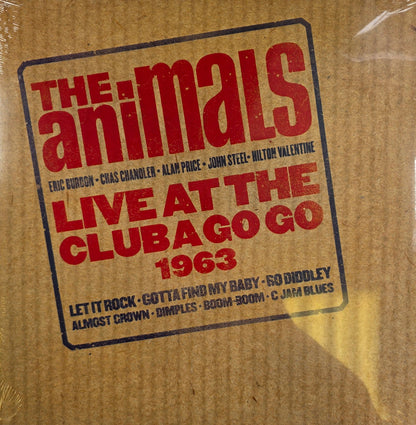 THE
animals
ERIC BURDON • CHAS CHANDLER • ALAN PRICE • JOHN STEEL • HILTON VALENTINE
LIVE AT THE
CLUB A GO GO
1963
LET IT ROCK • GOTTA FIND MY BABY • BO DIDDLEY
ALMOST GROWN • DIMPLES • BOOM-BOOM • C JAM BLUES